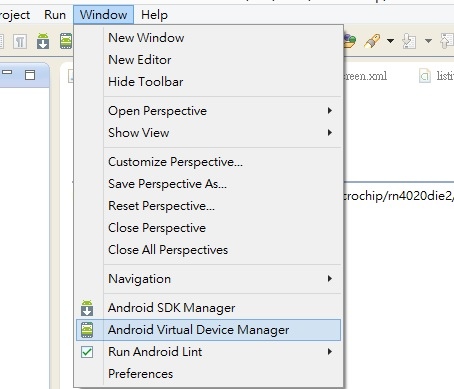 roject Run Window Help
New Window
New Editor
Hide Toolbar
Open Perspective
Show View
Customize Perspective...
Save Perspective As...
Reset Perspective...
Close Perspective
Close All Perspectives
Navigation
Android SDK Manager
Android Virtual Device Manager
Run Android Lint
Preferences
reen.xml
listi
crochip/rn4020die2/